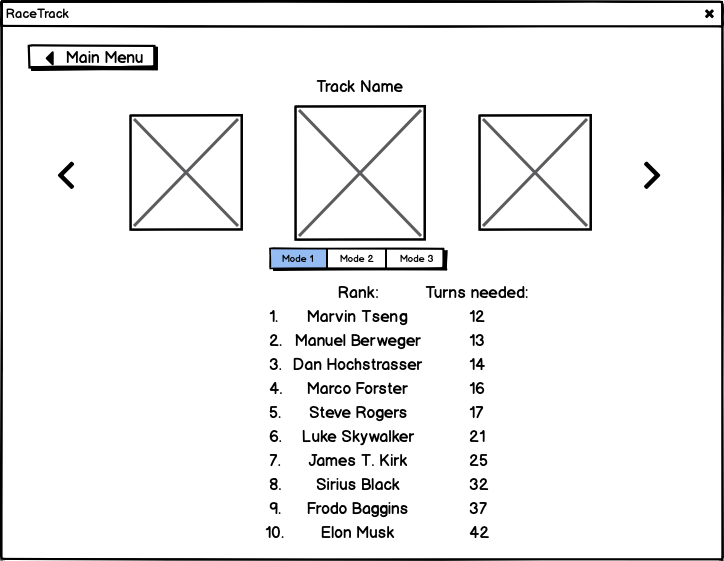 RaceTrack
Main Menu
Track Name
Mode 1 Mode 2 Mode 3
Rank: Turns needed:
1. Marvin Tseng 12
2. Manuel Berweger 13
3. Dan Hochstrasser 14
4. Marco Forster 16
5. Steve Rogers 17
6. Luke Skywalker 21
7. James T. Kirk 25
8. Sirius Black 32
9. Frodo Baggins 37
10. Elon Musk 42